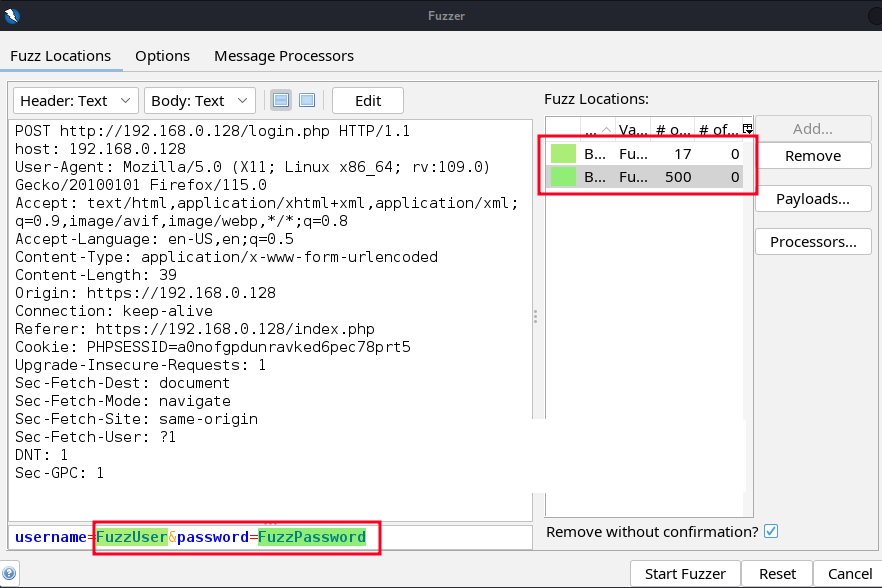 Fuzzer
Fuzz Locations Options Message Processors
Header: Text Body: Text Edit
Fuzz Locations:
POST http://192.168.0.128/login.php HTTP/1.1
host: 192.168.0.128
User-Agent: Mozilla/5.0 (X11; Linux x86_64; rv:109.0)
Gecko/20100101 Firefox/115.0
Accept: text/html,application/xhtml+xml,application/xml;
q=0.9,image/avif,image/webp,*/*;q=0.8
Accept-Language: en-US,en;q=0.5
Content-Type: application/x-www-form-urlencoded
Content-Length: 39
Origin: https://192.168.0.128
Connection: keep-alive
Referer: https://192.168.0.128/index.php
Cookie: PHPSESSID=a0nofgpdunravked6pec78prt5
Upgrade-Insecure-Requests: 1
Sec-Fetch-Dest: document
Sec-Fetch-Mode: navigate
Sec-Fetch-Site: same-origin
Sec-Fetch-User: ?1
DNT: 1
Sec-GPC: 1
username=FuzzUser&password=FuzzPassword
... Va... # o... # of...
B... Fu... 17 0
B... Fu... 500 0
Add...
Remove
Payloads...
Processors...
Remove without confirmation?
Start Fuzzer Reset Cancel